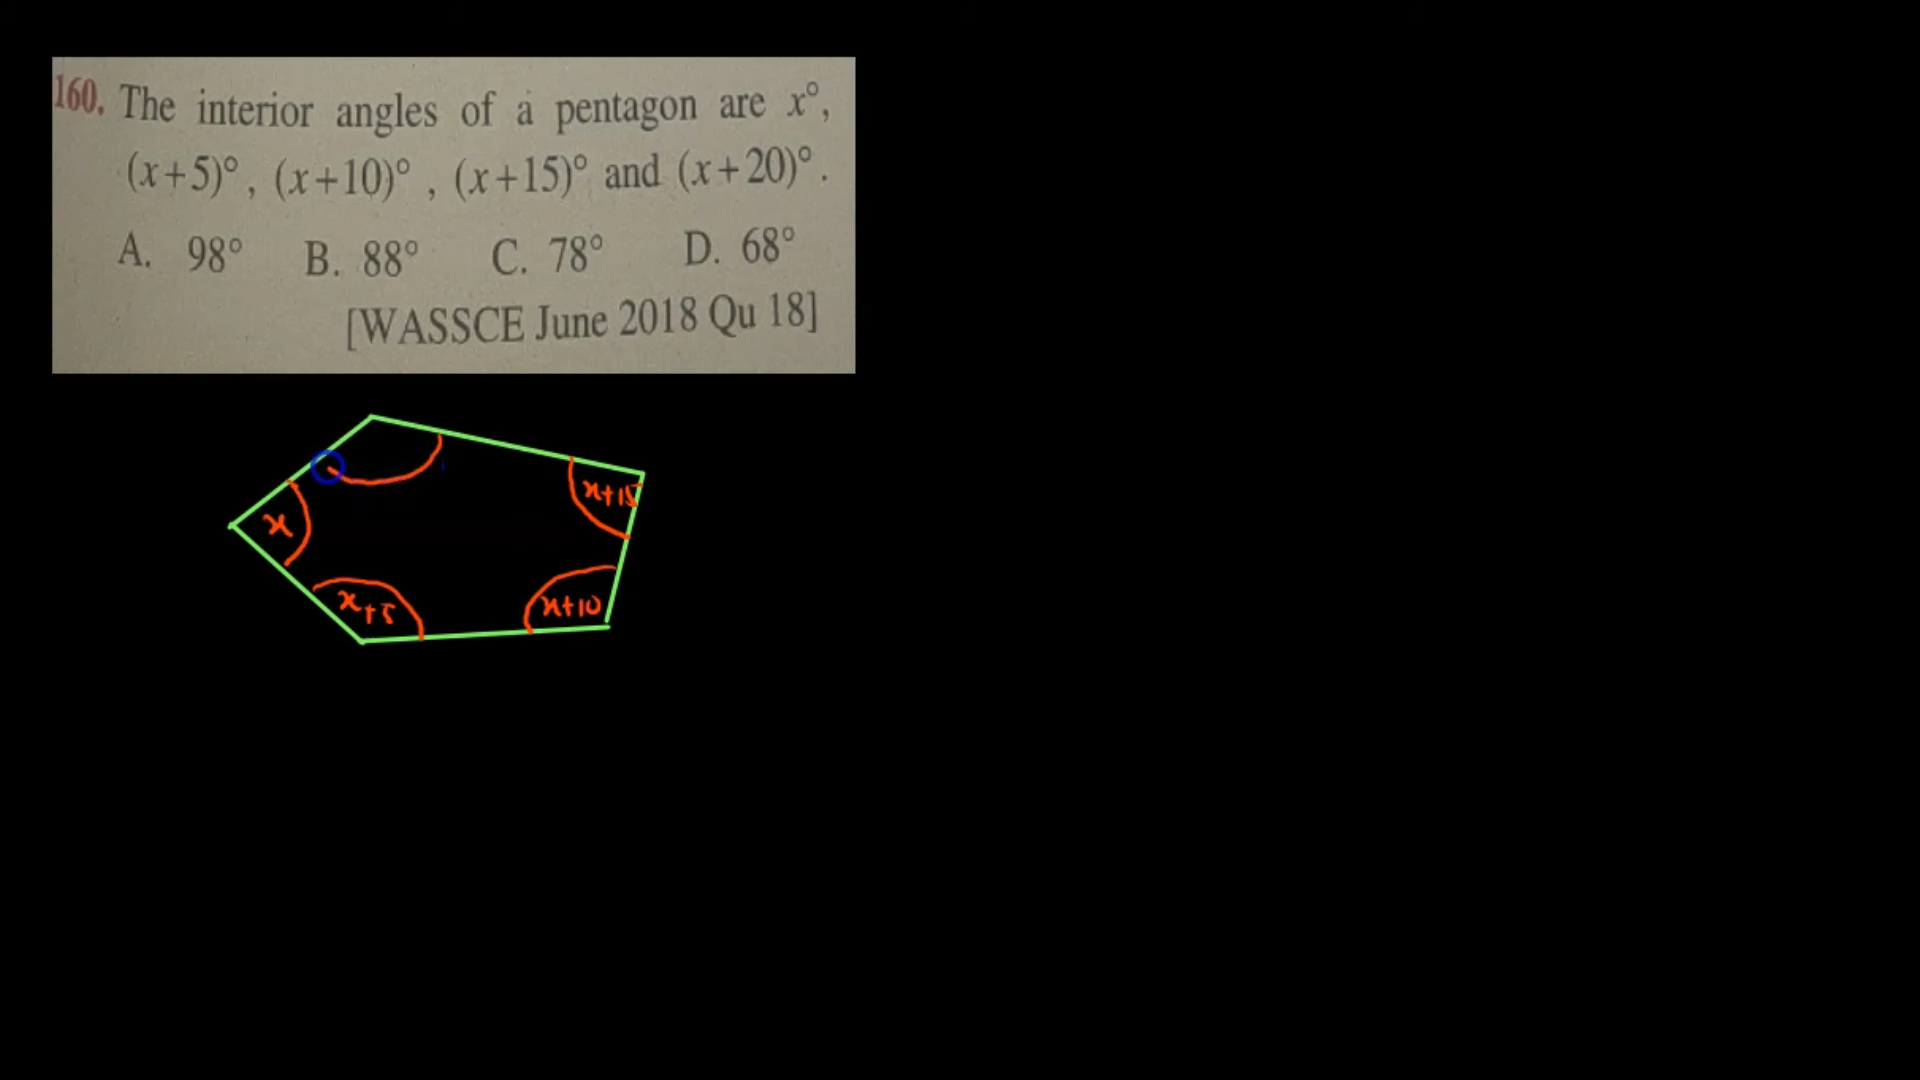 160. The interior angles of a pentagon are x°,
(x+5)°, (x+10)°, (x+15)° and (x+20)°.
A. 98° B. 88° C. 78° D. 68°
[WASSCE June 2018 Qu 18]
x+15
x
x+5
x+10